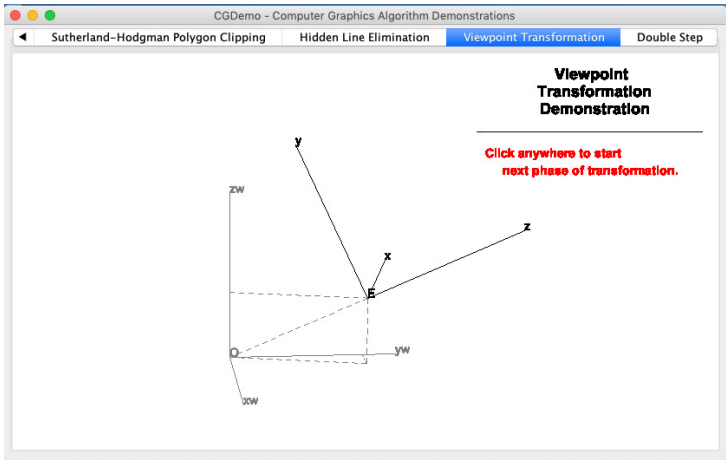 CGDemo - Computer Graphics Algorithm Demonstrations
Sutherland-Hodgman Polygon Clipping Hidden Line Elimination Viewpoint Transformation Double Step
Viewpoint
Transformation
Demonstration
Click anywhere to start
next phase of transformation.
y
zw
z
x
E
O
yw
xw